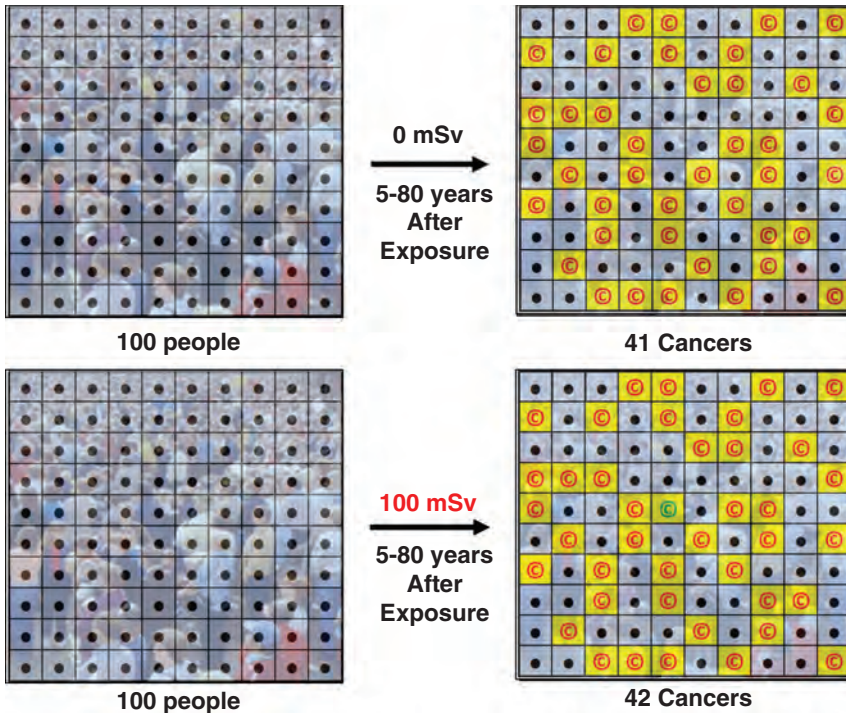 0 mSv
5-80 years
After
Exposure
100 people
41 Cancers
100 mSv
5-80 years
After
Exposure
100 people
42 Cancers